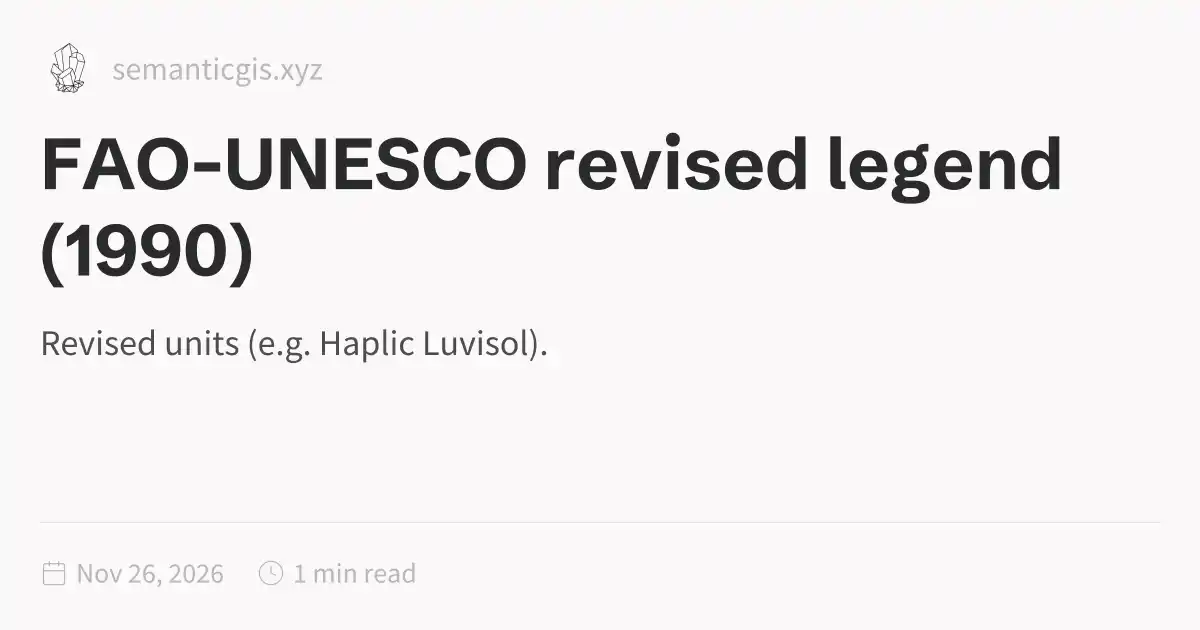 semanticgis.xyz
FAO-UNESCO revised legend
(1990)
Revised units (e.g. Haplic Luvisol).
Nov 26, 2026 1 min read